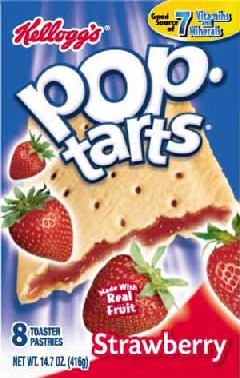 Kellogg's®
Good Source of 7 Vitamins and Minerals
pop.
tarts®
Made With
Real
Fruit
8 TOASTER PASTRIES
NET WT. 14.7 OZ. (416g)
Strawberry